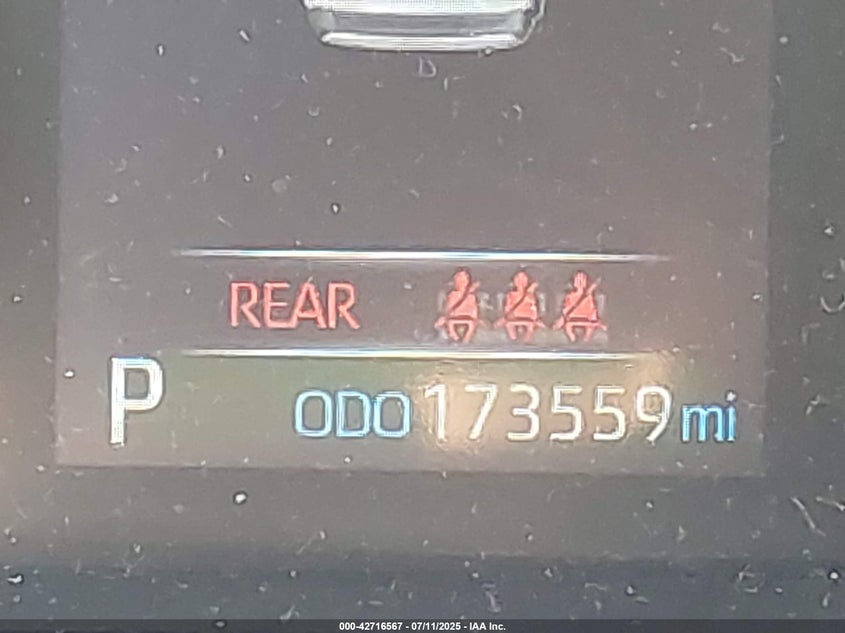 REAR
P ODO 173559 mi
000-42716567 - 07/11/2025 - IAA Inc.